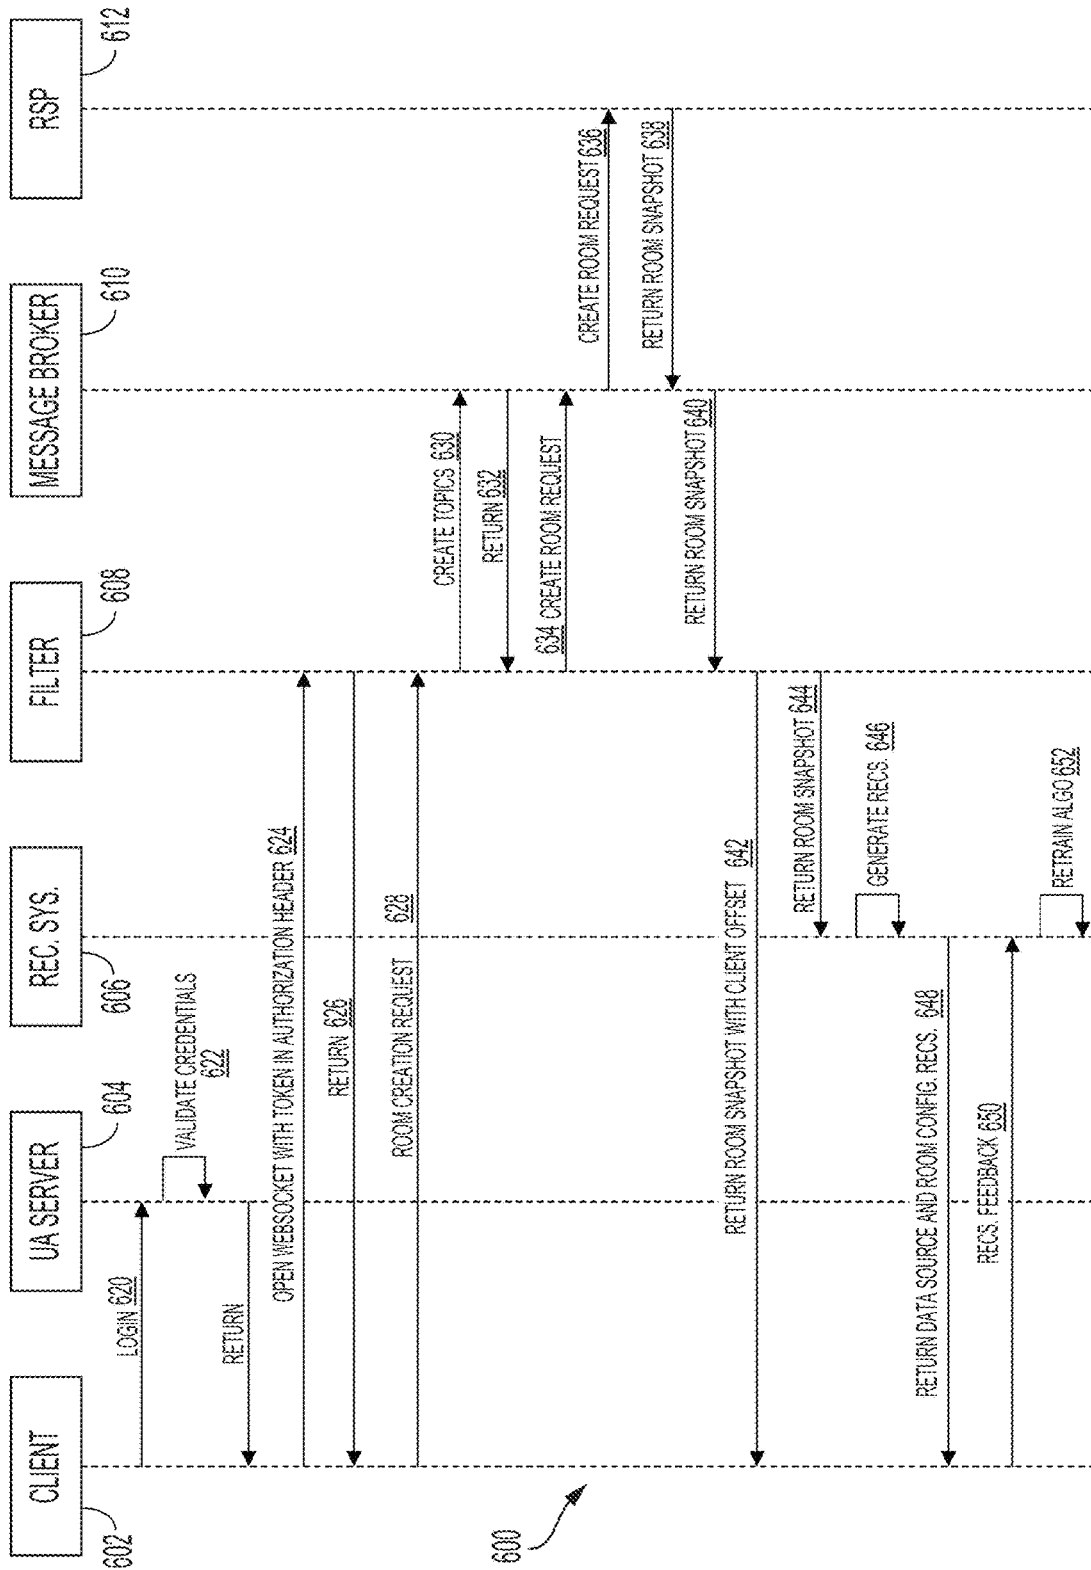 CLIENT
602
UA SERVER
604
REC. SYS.
606
FILTER
608
MESSAGE BROKER
610
RSP
612
LOGIN 620
VALIDATE CREDENTIALS
622
RETURN
OPEN WEBSOCKET WITH TOKEN IN AUTHORIZATION HEADER 624
RETURN 626
ROOM CREATION REQUEST 628
CREATE TOPICS 630
RETURN 632
634 CREATE ROOM REQUEST
CREATE ROOM REQUEST 636
RETURN ROOM SNAPSHOT 638
RETURN ROOM SNAPSHOT 640
RETURN ROOM SNAPSHOT WITH CLIENT OFFSET 642
RETURN ROOM SNAPSHOT 644
GENERATE RECS. 646
RETURN DATA SOURCE AND ROOM CONFIG. RECS. 648
RECS. FEEDBACK 650
RETRAIN ALGO 652
600